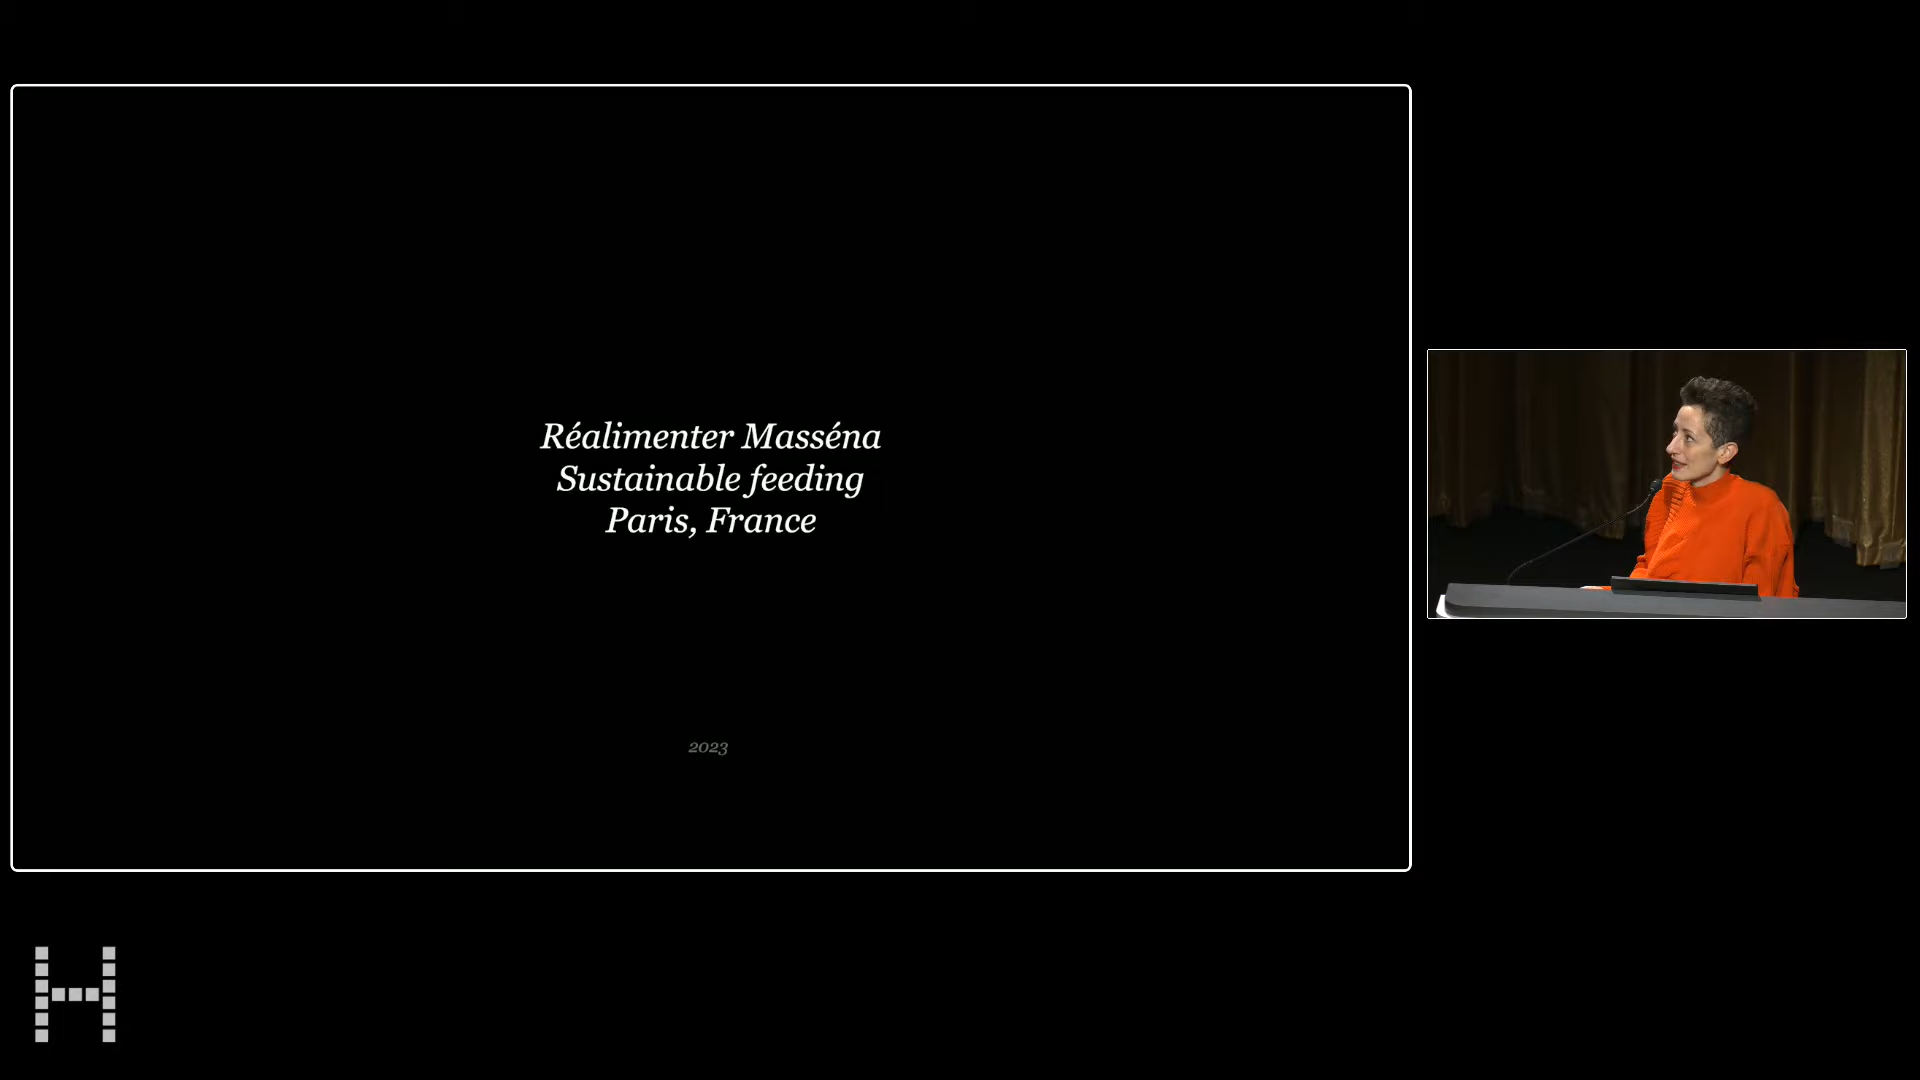 Réalimenter Masséna
Sustainable feeding
Paris, France
2023
H